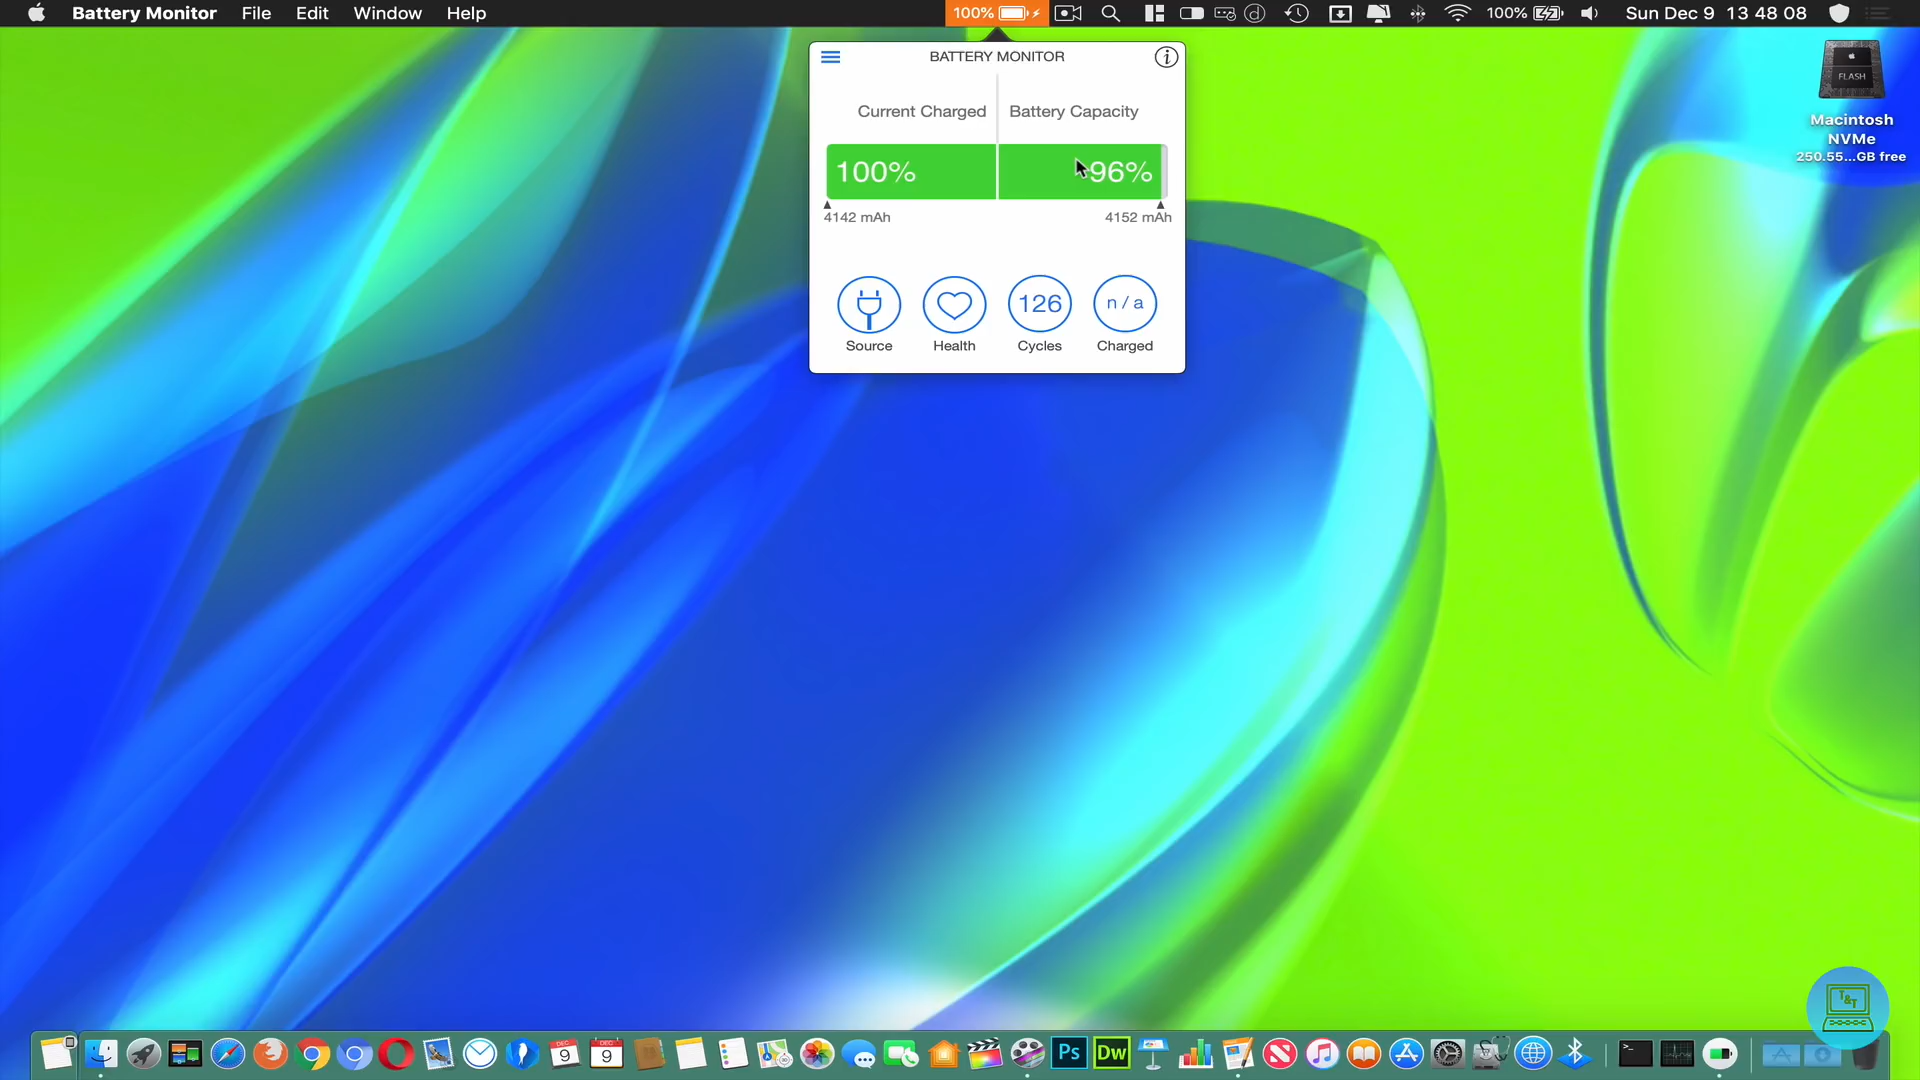 Battery Monitor File Edit Window Help 100% 100% Sun Dec 9 13 48 08
BATTERY MONITOR
Current Charged Battery Capacity
100% 96%
4142 mAh 4152 mAh
126 n / a
Source Health Cycles Charged
FLASH
Macintosh
NVMe
250.55...GB free
T&T
DEC DEC
9 9 Ps Dw